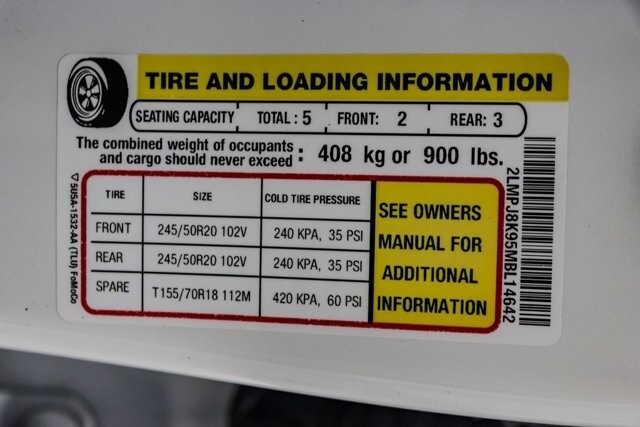 TIRE AND LOADING INFORMATION
SEATING CAPACITY TOTAL : 5 FRONT: 2 REAR: 3
The combined weight of occupants
and cargo should never exceed : 408 kg or 900 lbs.
TIRE SIZE COLD TIRE PRESSURE
FRONT 245/50R20 102V 240 KPA, 35 PSI
REAR 245/50R20 102V 240 KPA, 35 PSI
SPARE T155/70R18 112M 420 KPA, 60 PSI
SEE OWNERS
MANUAL FOR
ADDITIONAL
INFORMATION
5U5A-1532-AA (TLU) FoMoCo
2LMPJ8K95MBL14642